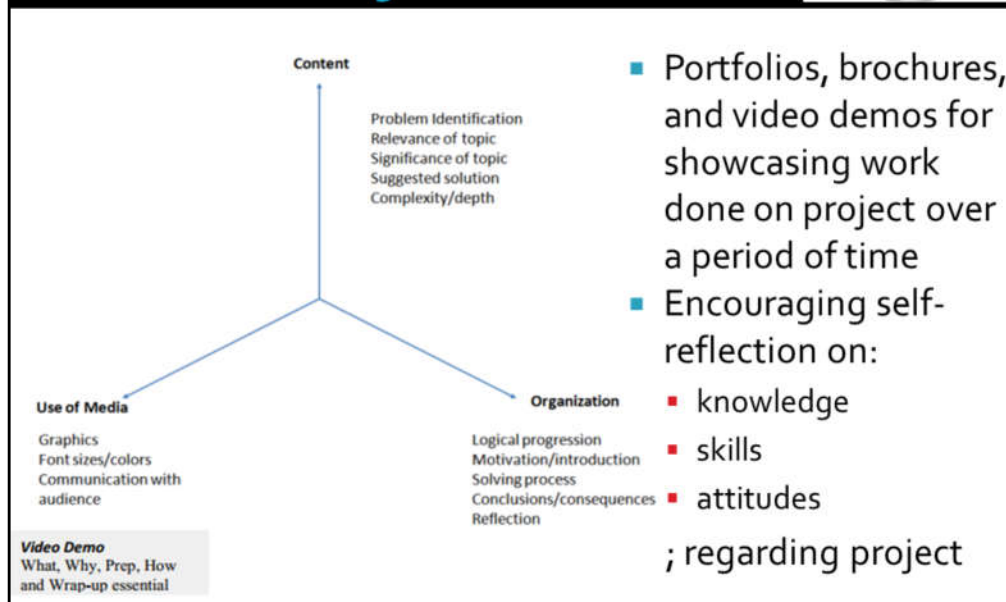 Content
Problem Identification
Relevance of topic
Significance of topic
Suggested solution
Complexity/depth
Use of Media
Graphics
Font sizes/colors
Communication with
audience
Organization
Logical progression
Motivation/introduction
Solving process
Conclusions/consequences
Reflection
Video Demo
What, Why, Prep, How
and Wrap-up essential
▪ Portfolios, brochures,
and video demos for
showcasing work
done on project over
a period of time
▪ Encouraging self-
reflection on:
▪ knowledge
▪ skills
▪ attitudes
; regarding project